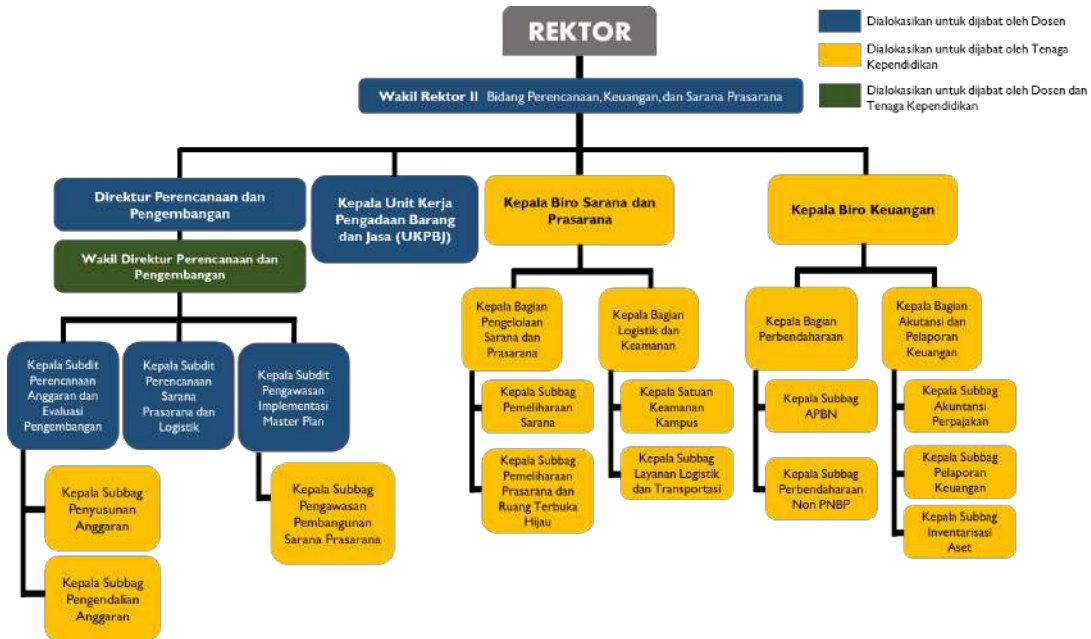 REKTOR
Dialokasikan untuk dijabat oleh Dosen
Dialokasikan untuk dijabat oleh Tenaga
Kependidikan
Dialokasikan untuk dijabat oleh Dosen dan
Tenaga Kependidikan
Wakil Rektor II Bidang Perencanaan, Keuangan, dan Sarana Prasarana
Direktur Perencanaan dan
Pengembangan
Kepala Unit Kerja
Pengadaan Barang
dan Jasa (UKPBJ)
Kepala Biro Sarana dan
Prasarana
Kepala Biro Keuangan
Wakil Direktur Perencanaan dan
Pengembangan
Kepala Bagian
Pengelolaan
Sarana dan
Prasarana
Kepala Bagian
Logistik dan
Keamanan
Kepala Bagian
Perbendaharaan
Kepala Bagian
Akutansi dan
Pelaporan
Keuangan
Kepala Subdit
Perencanaan
Anggaran dan
Evaluasi
Pengembangan
Kepala Subdit
Perencanaan
Sarana
Prasarana dan
Logistik
Kepala Subdit
Pengawasan
Implementasi
Master Plan
Kepala Subbag
Pemeliharaan
Sarana
Kepala Satuan
Keamanan
Kampus
Kepala Subbag
APBN
Kepala Subbag
Akuntansi
Perpajakan
Kepala Subbag
Pemeliharaan
Prasarana dan
Ruang Terbuka
Hijau
Kepala Subbag
Layanan Logistik
dan Transportasi
Kepala Subbag
Perbendaharaan
Non PNBP
Kepala Subbag
Pelaporan
Keuangan
Kepala Subbag
Inventarisasi
Aset
Kepala Subbag
Penyusunan
Anggaran
Kepala Subbag
Pengawasan
Pembangunan
Sarana Prasarana
Kepala Subbag
Pengendalian
Anggaran